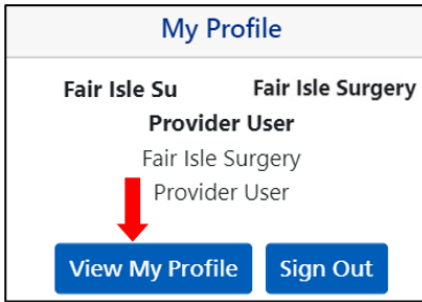 My Profile
Fair Isle Su Fair Isle Surgery
Provider User
Fair Isle Surgery
Provider User
View My Profile Sign Out